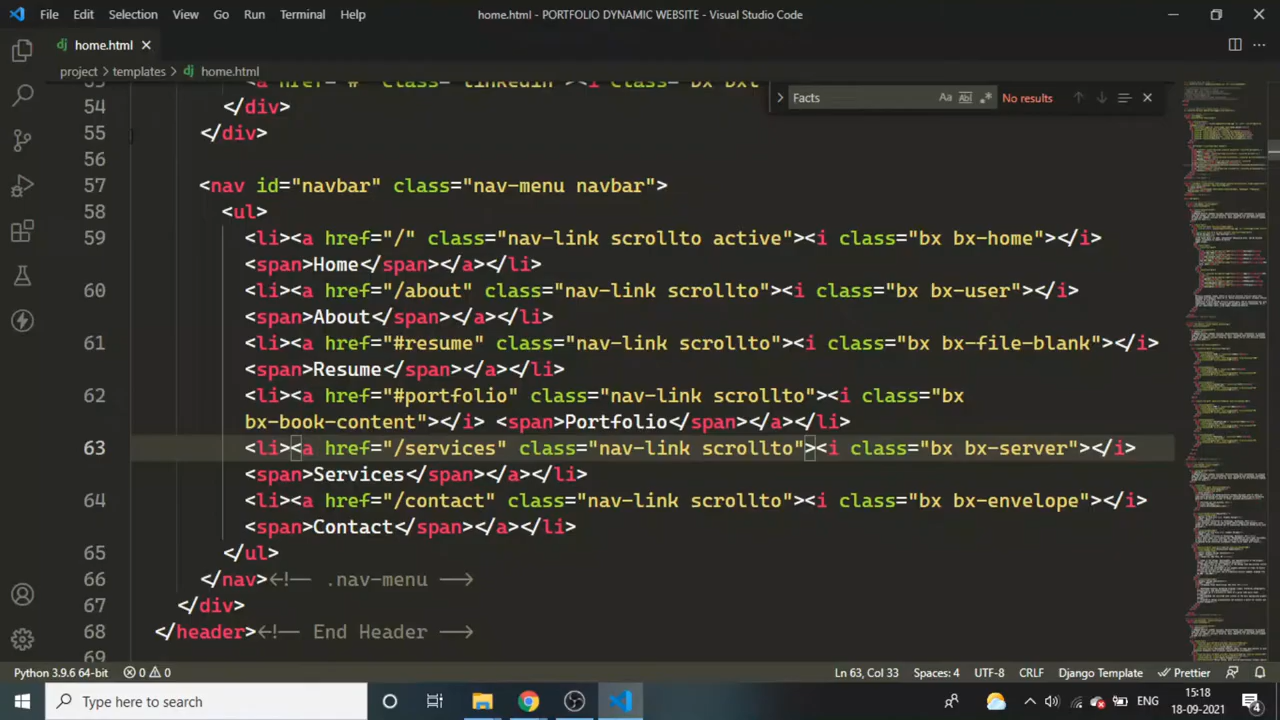 File Edit Selection View Go Run Terminal Help home.html - PORTFOLIO DYNAMIC WEBSITE - Visual Studio Code
dj home.html
project > templates > dj home.html
Facts Aa ab .* No results
54 </div>
55 </div>
56
57 <nav id="navbar" class="nav-menu navbar">
58 <ul>
59 <li><a href="/" class="nav-link scrollto active"><i class="bx bx-home"></i>
<span>Home</span></a></li>
60 <li><a href="/about" class="nav-link scrollto"><i class="bx bx-user"></i>
<span>About</span></a></li>
61 <li><a href="#resume" class="nav-link scrollto"><i class="bx bx-file-blank"></i>
<span>Resume</span></a></li>
62 <li><a href="#portfolio" class="nav-link scrollto"><i class="bx
bx-book-content"></i> <span>Portfolio</span></a></li>
63 <li><a href="/services" class="nav-link scrollto"><i class="bx bx-server"></i>
<span>Services</span></a></li>
64 <li><a href="/contact" class="nav-link scrollto"><i class="bx bx-envelope"></i>
<span>Contact</span></a></li>
65 </ul>
66 </nav><!-- .nav-menu -->
67 </div>
68 </header><!-- End Header -->
69
Python 3.9.6 64-bit 0 0 Ln 63, Col 33 Spaces: 4 UTF-8 CRLF Django Template Prettier
Type here to search ENG 15:18
18-09-2021 4